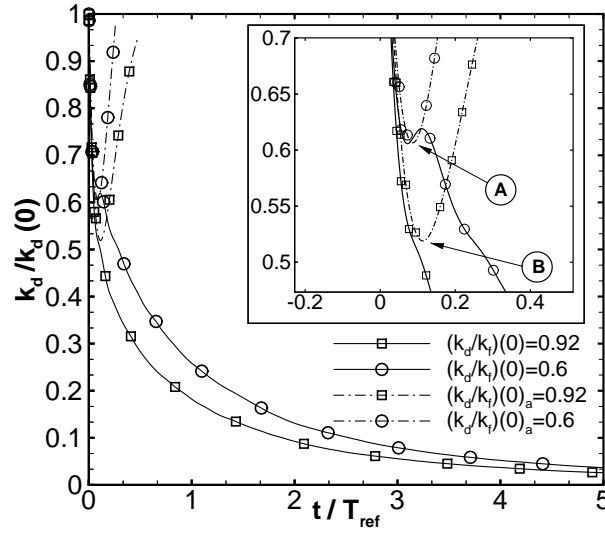 k_d/k_d (0)
1
0.9
0.8
0.7
0.6
0.5
0.4
0.3
0.2
0.1
0
0 1 2 3 4 5
t / T_ref
0.7
0.65
0.6
0.55
0.5
-0.2 0 0.2 0.4
A
B
(k_d/k_f)(0)=0.92
(k_d/k_f)(0)=0.6
(k_d/k_f)(0)_a=0.92
(k_d/k_f)(0)_a=0.6